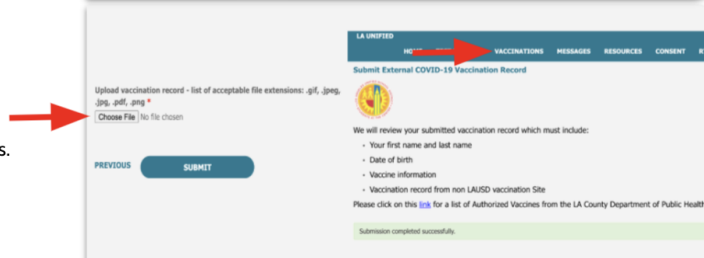 s.
Upload vaccination record - list of acceptable file extensions: .gif, .jpeg,
.jpg, .pdf, .png *
Choose File No file chosen
PREVIOUS
SUBMIT
LA UNIFIED
VACCINATIONS MESSAGES RESOURCES CONSENT
Submit External COVID-19 Vaccination Record
We will review your submitted vaccination record which must include:
• Your first name and last name
• Date of birth
• Vaccine information
• Vaccination record from non LAUSD vaccination Site
Please click on this link for a list of Authorized Vaccines from the LA County Department of Public Health
Submission completed successfully.